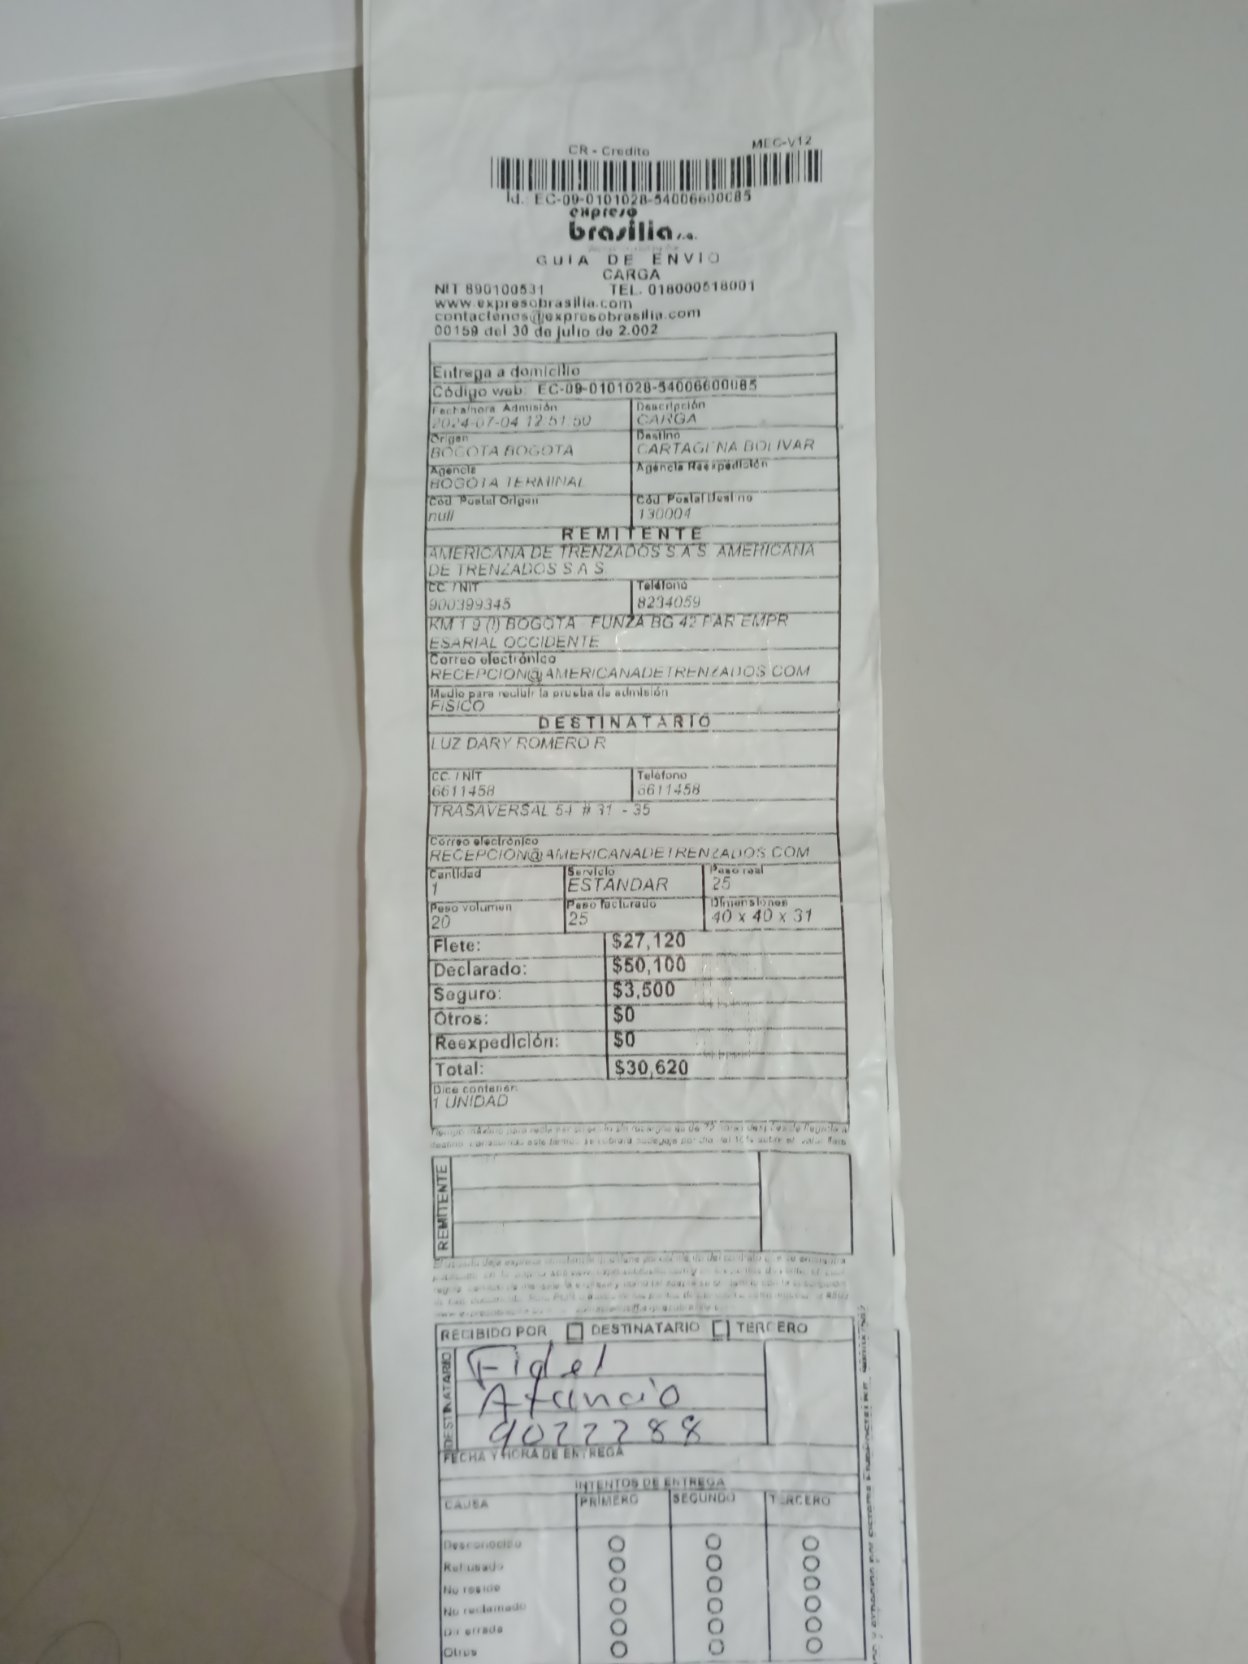 CR - Credito MEC-V12
Id. EC-09-0101028-54006600085
expreso
brasilia s.a.
GUIA DE ENVIO
CARGA
NIT 890100531 TEL. 018000518001
www.expresobrasilia.com
contactenos@expresobrasilia.com
00159 del 30 de julio de 2.002
Entrega a domicilio
Código web: EC-09-0101028-54006600085
Fecha/hora Admisión Descripción
2024-07-04 12:51:50 CARGA
Origen Destino
BOGOTA BOGOTA CARTAGENA BOLIVAR
Agencia Agencia Reexpedición
BOGOTA TERMINAL
Cód. Postal Origen Cód. Postal Destino
null 130004
REMITENTE
AMERICANA DE TRENZADOS S A S AMERICANA
DE TRENZADOS S A S
CC. / NIT Teléfono
900399345 8234059
KM 1 9 (I) BOGOTA - FUNZA BG 42 PAR EMPR
ESARIAL OCCIDENTE
Correo electrónico
RECEPCION@AMERICANADETRENZADOS.COM
Medio para recibir la prueba de admisión
FISICO
DESTINATARIO
LUZ DARY ROMERO R
CC. / NIT Teléfono
6611458 6611458
TRASAVERSAL 54 # 31 - 35
Correo electrónico
RECEPCION@AMERICANADETRENZADOS.COM
Cantidad Servicio Peso real
1 ESTANDAR 25
Peso volumen Peso facturado Dimensiones
20 25 40 x 40 x 31
Flete: $27,120
Declarado: $50,100
Seguro: $3,500
Otros: $0
Reexpedición: $0
Total: $30,620
Dice contener:
1 UNIDAD
REMITENTE
RECIBIDO POR DESTINATARIO TERCERO
DESTINATARIO
Fidel
Atancio
9022288
FECHA Y HORA DE ENTREGA
INTENTOS DE ENTREGA
CAUSA PRIMERO SEGUNDO TERCERO
Desconocido
Rehusado
No reside
No reclamado
Dir errada
Otros